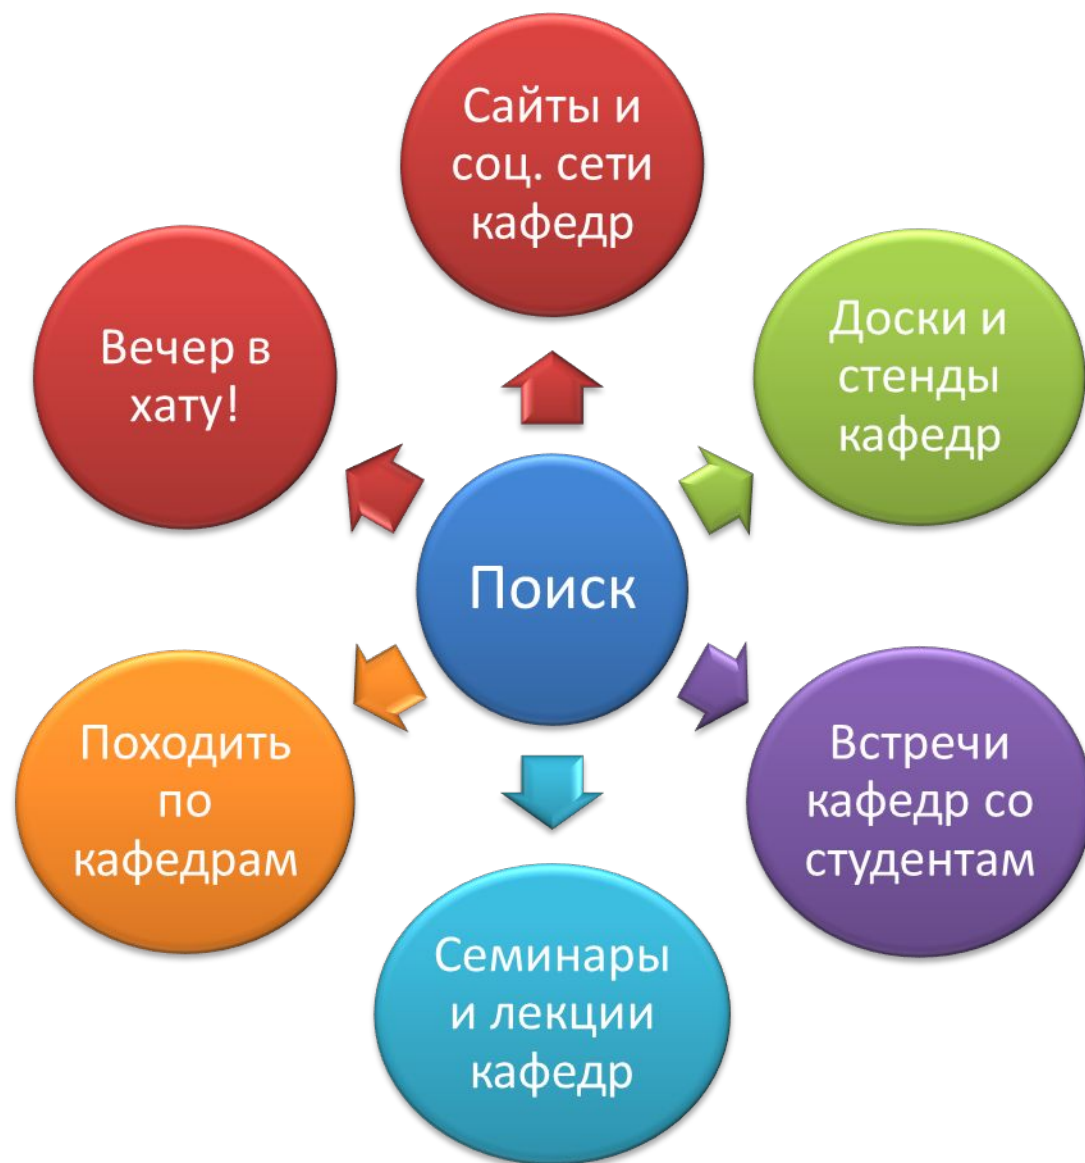 Сайты и
соц. сети
кафедр
Вечер в
хату!
Доски и
стенды
кафедр
Поиск
Походить
по
кафедрам
Встречи
кафедр со
студентам
Семинары
и лекции
кафедр